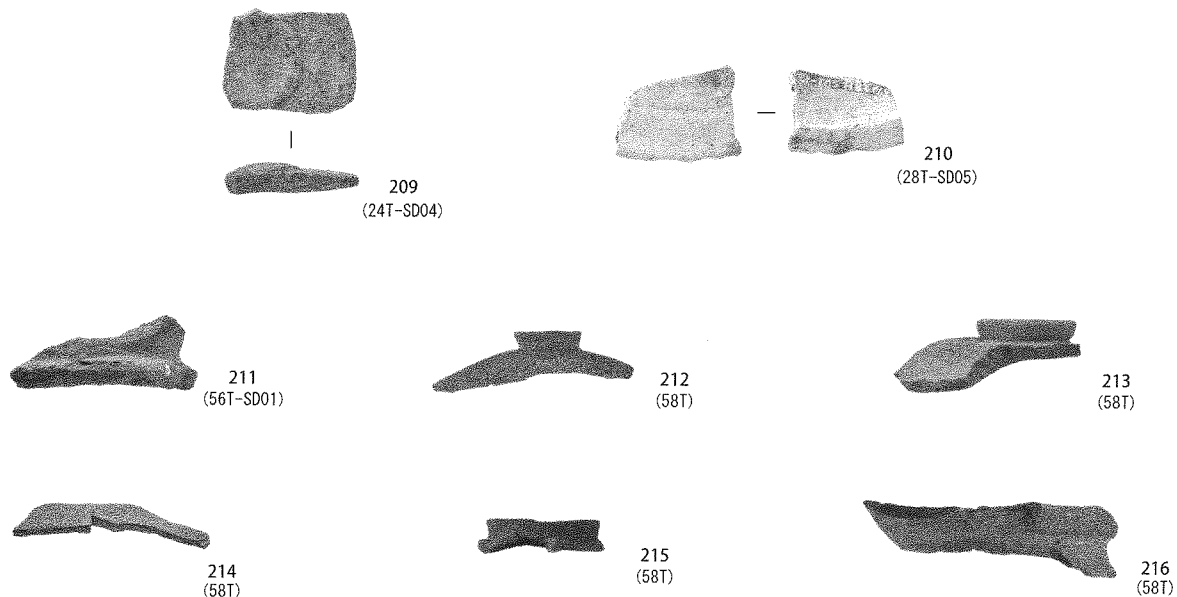 209
(24T-SD04)
210
(28T-SD05)
211
(56T-SD01)
212
(58T)
213
(58T)
214
(58T)
215
(58T)
216
(58T)